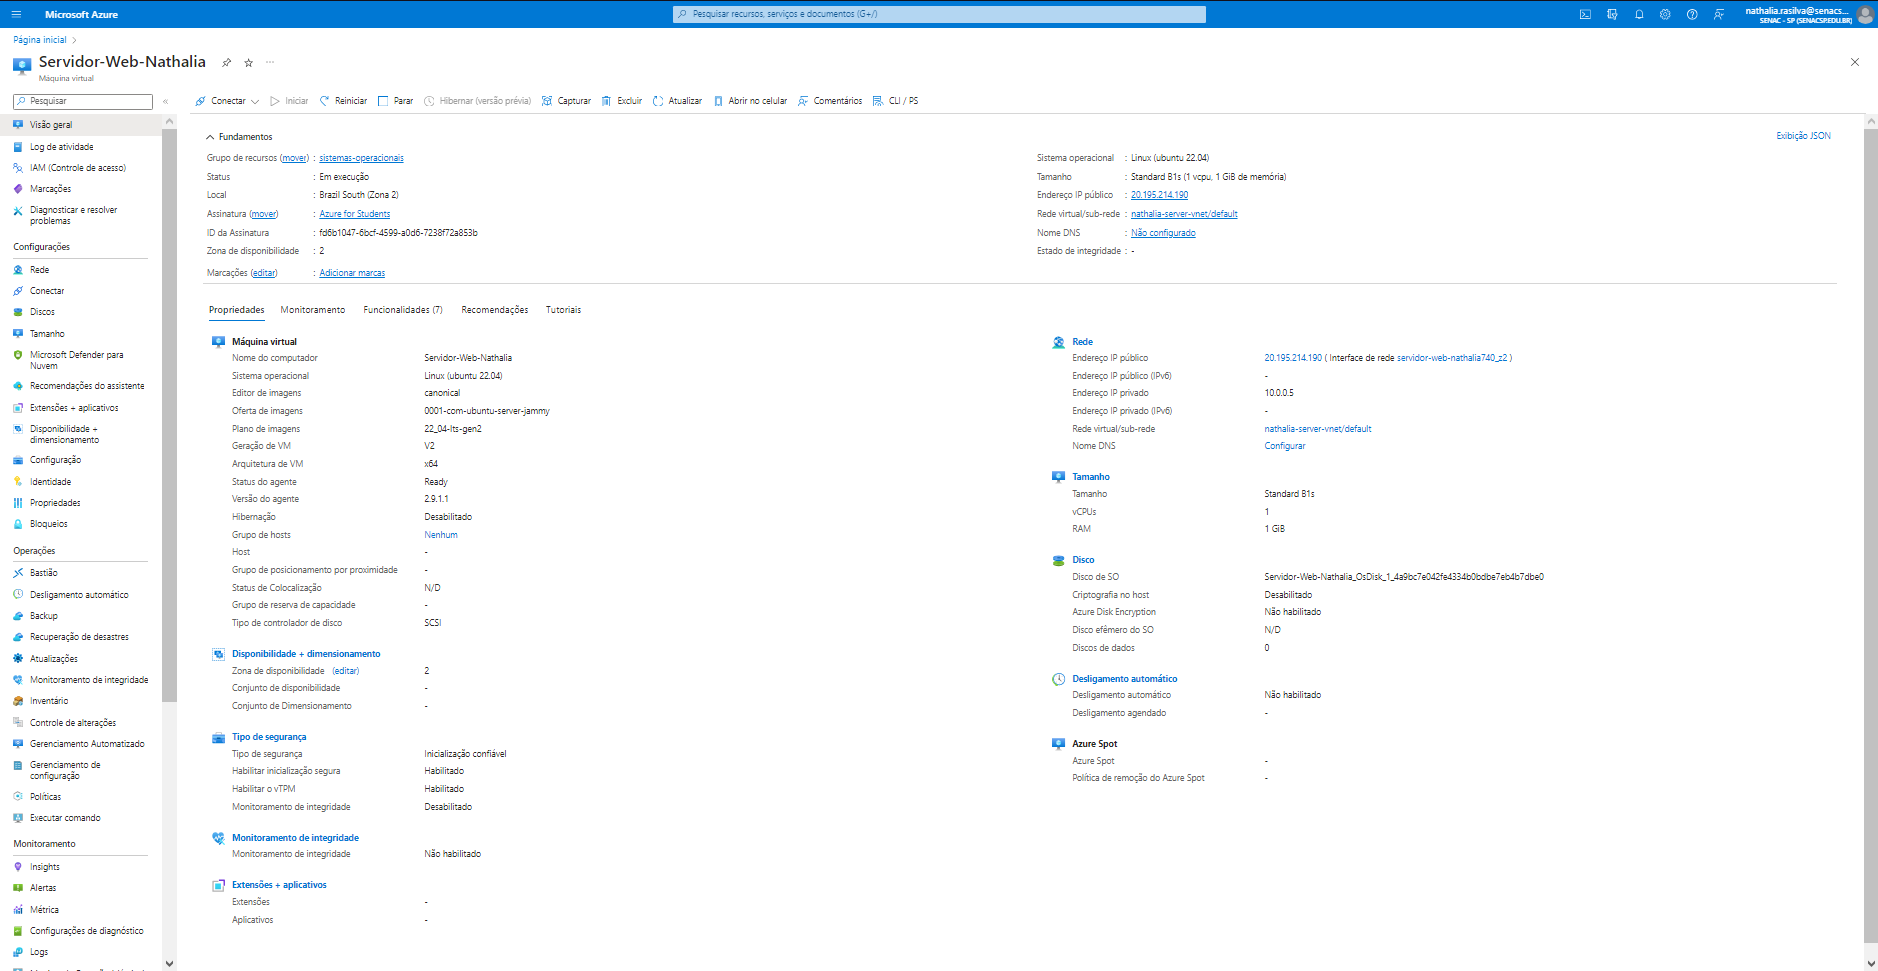 Microsoft Azure
Pesquisar recursos, serviços e documentos (G+/)
nathalia.rasilva@senacs...
SENAC - SP (SENACSP.EDU.BR)
Página inicial
Servidor-Web-Nathalia
Máquina virtual
Pesquisar
Conectar
Iniciar
Reiniciar
Parar
Hibernar (versão prévia)
Capturar
Excluir
Atualizar
Abrir no celular
Comentários
CLI / PS
Visão geral
Log de atividade
IAM (Controle de acesso)
Marcações
Diagnosticar e resolver
problemas
Configurações
Rede
Conectar
Discos
Tamanho
Microsoft Defender para
Nuvem
Recomendações do assistente
Extensões + aplicativos
Disponibilidade +
dimensionamento
Configuração
Identidade
Propriedades
Bloqueios
Operações
Bastião
Desligamento automático
Backup
Recuperação de desastres
Atualizações
Monitoramento de integridade
Inventário
Controle de alterações
Gerenciamento Automatizado
Gerenciamento de
configuração
Políticas
Executar comando
Monitoramento
Insights
Alertas
Métrica
Configurações de diagnóstico
Logs
Fundamentos
Exibição JSON
Grupo de recursos (mover) : sistemas-operacionais
Status : Em execução
Local : Brazil South (Zona 2)
Assinatura (mover) : Azure for Students
ID da Assinatura : fd6b1047-6bcf-4599-a0d6-7238f72a853b
Zona de disponibilidade : 2
Marcações (editar) : Adicionar marcas
Sistema operacional : Linux (ubuntu 22.04)
Tamanho : Standard B1s (1 vcpu, 1 GiB de memória)
Endereço IP público : 20.195.214.190
Rede virtual/sub-rede : nathalia-server-vnet/default
Nome DNS : Não configurado
Estado de integridade : -
Propriedades
Monitoramento
Funcionalidades (7)
Recomendações
Tutoriais
Máquina virtual
Nome do computador Servidor-Web-Nathalia
Sistema operacional Linux (ubuntu 22.04)
Editor de imagens canonical
Oferta de imagens 0001-com-ubuntu-server-jammy
Plano de imagens 22_04-lts-gen2
Geração de VM V2
Arquitetura de VM x64
Status do agente Ready
Versão do agente 2.9.1.1
Hibernação Desabilitado
Grupo de hosts Nenhum
Host -
Grupo de posicionamento por proximidade -
Status de Colocalização N/D
Grupo de reserva de capacidade -
Tipo de controlador de disco SCSI
Disponibilidade + dimensionamento
Zona de disponibilidade (editar) 2
Conjunto de disponibilidade -
Conjunto de Dimensionamento -
Tipo de segurança
Tipo de segurança Inicialização confiável
Habilitar inicialização segura Habilitado
Habilitar o vTPM Habilitado
Monitoramento de integridade Desabilitado
Monitoramento de integridade
Monitoramento de integridade Não habilitado
Extensões + aplicativos
Extensões -
Aplicativos -
Rede
Endereço IP público 20.195.214.190 ( Interface de rede servidor-web-nathalia740_z2 )
Endereço IP público (IPv6) -
Endereço IP privado 10.0.0.5
Endereço IP privado (IPv6) -
Rede virtual/sub-rede nathalia-server-vnet/default
Nome DNS Configurar
Tamanho
Tamanho Standard B1s
vCPUs 1
RAM 1 GiB
Disco
Disco de SO Servidor-Web-Nathalia_OsDisk_1_4a9bc7e042fe4334b0bdbe7eb4b7dbe0
Criptografia no host Desabilitado
Azure Disk Encryption Não habilitado
Disco efêmero do SO N/D
Discos de dados 0
Desligamento automático
Desligamento automático Não habilitado
Desligamento agendado -
Azure Spot
Azure Spot -
Política de remoção do Azure Spot -